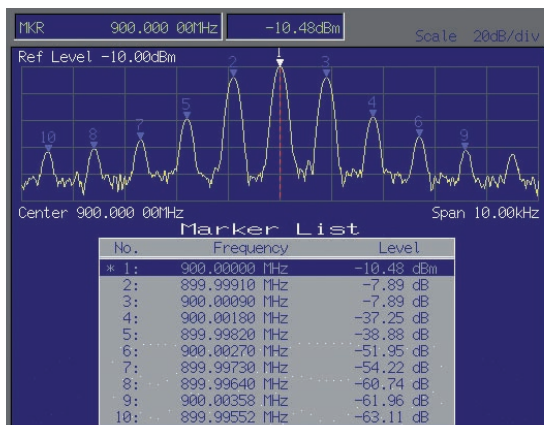 MKR 900.000 00MHz -10.48dBm
Scale 20dB/div
Ref Level -10.00dBm
1
2 3
5 4
7 6
10 8 9
Center 900.000 00MHz Span 10.00kHz
Marker List
No. Frequency Level
* 1: 900.00000 MHz -10.48 dBm
2: 899.99910 MHz -7.89 dB
3: 900.00090 MHz -7.89 dB
4: 900.00180 MHz -37.25 dB
5: 899.99820 MHz -38.88 dB
6: 900.00270 MHz -51.95 dB
7: 899.99730 MHz -54.22 dB
8: 899.99640 MHz -60.74 dB
9: 900.00358 MHz -61.96 dB
10: 899.99552 MHz -63.11 dB